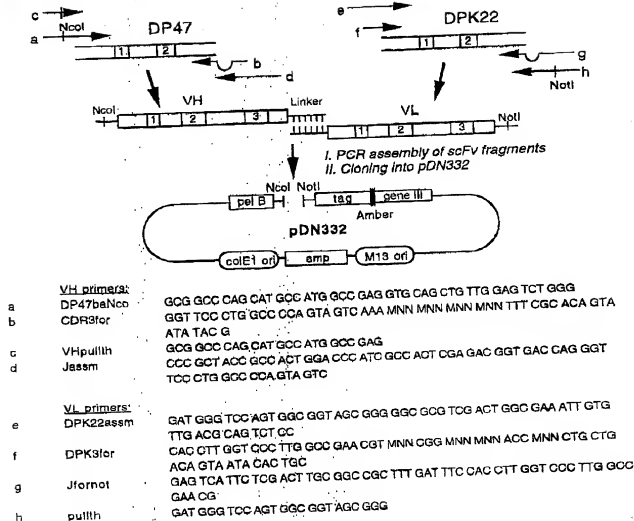 c NcoI DP47
a
1 2
b
d
e DPK22
f
1 2
g
h
NotI
NcoI VH Linker VL NotI
1 2 3
1 2 3
I. PCR assembly of scFv fragments
II. Cloning into pDN332
NcoI NotI
pel B tag gene III
Amber
pDN332
colE1 ori amp M13 ori
VH primers:
a DP47baNco GCG GCC CAG CAT GCC ATG GCC GAG GTG CAG CTG TTG GAG TCT GGG
b CDR3for GGT TCC CTG GCC CCA GTA GTC AAA MNN MNN MNN MNN TTT CGC ACA GTA
ATA TAC G
c VHpullth GCG GCC CAG CAT GCC ATG GCC GAG
d Jassm CCC GCT ACC GCC ACT GGA CCC ATC GCC ACT CGA GAC GGT GAC CAG GGT
TCC CTG GCC CCA GTA GTC
VL primers:
e DPK22assm GAT GGG TCC AGT GGC GGT AGC GGG GGC GCG TCG ACT GGC GAA ATT GTG
TTG ACG CAG TCT CC
f DPK3for CAC CTT GGT CCC TTG GCC GAA CGT MNN CGG MNN MNN ACC MNN CTG CTG
ACA GTA ATA CAC TGC
g Jfornot GAG TCA TTC TCG ACT TGC GGC CGC TTT GAT TTC CAC CTT GGT CCC TTG GCC
GAA CG
h pullth GAT GGG TCC AGT GGC GGT AGC GGG